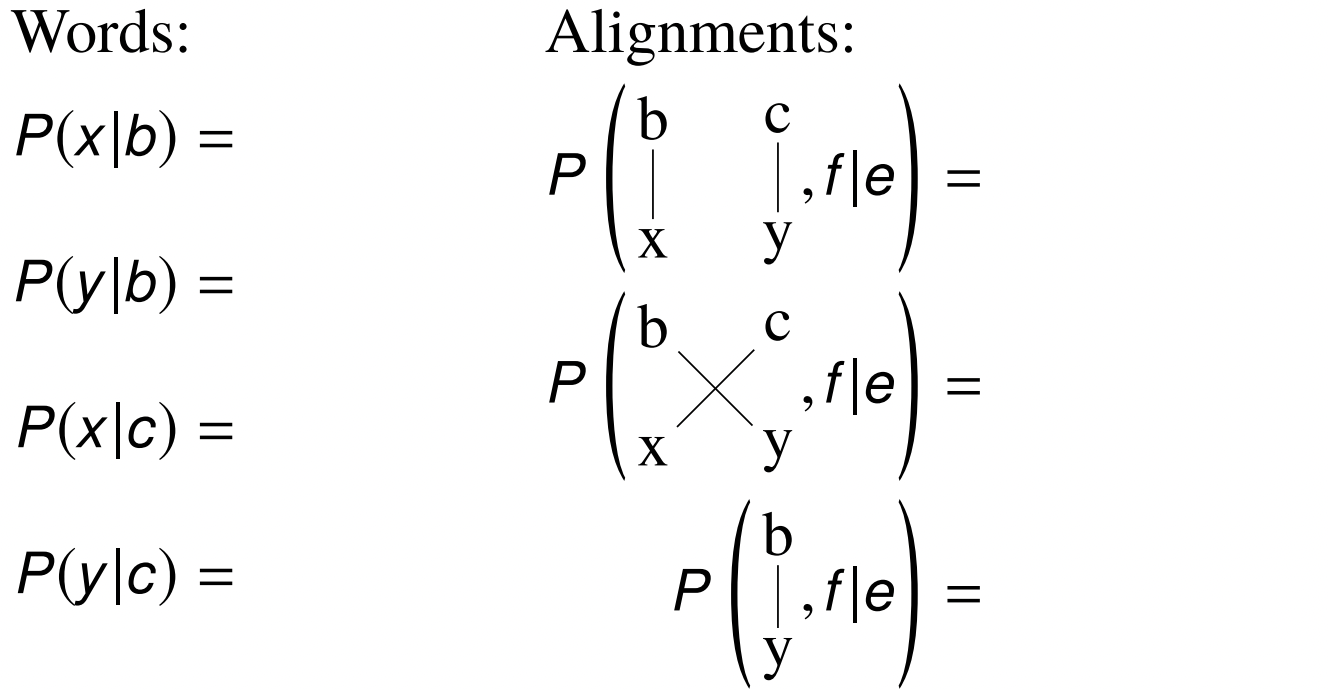 Words:
P(x|b) =
P(y|b) =
P(x|c) =
P(y|c) =
Alignments:
b c
P ( , f|e) =
x y
b c
P ( , f|e) =
x y
b
P ( , f|e) =
y